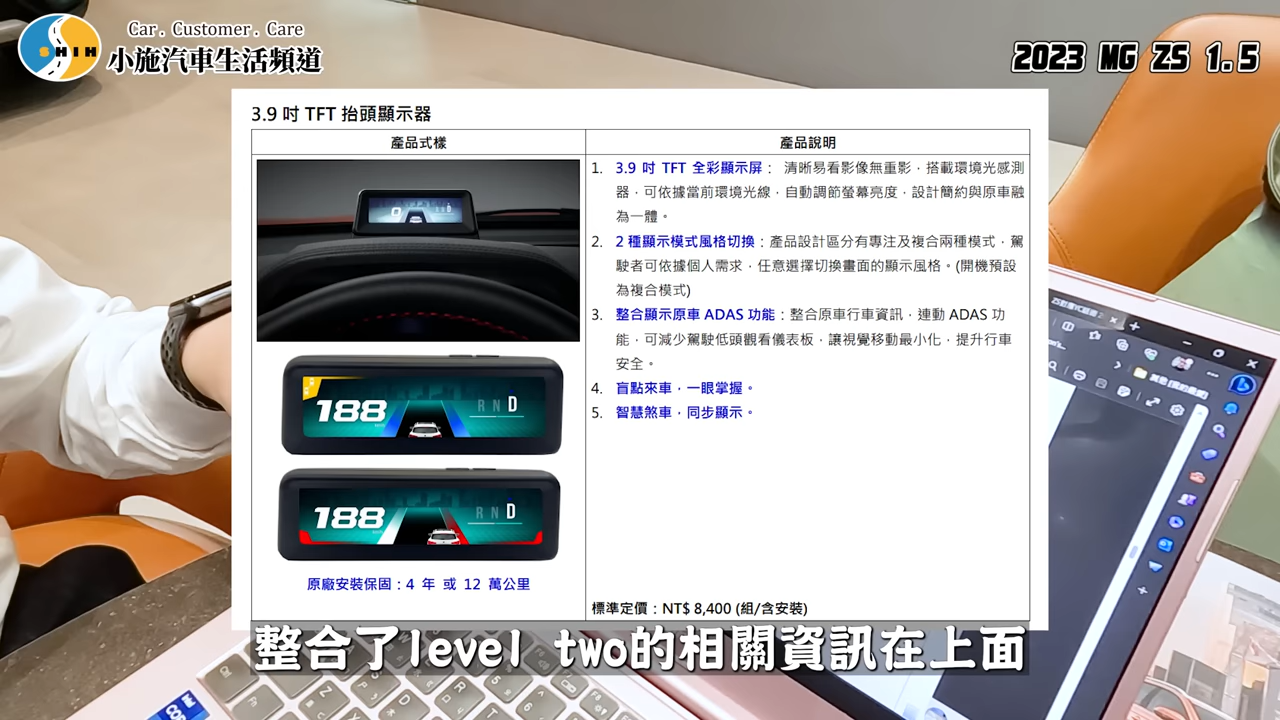 Car. Customer. Care
SHIH
小施汽車生活頻道
2023 MG ZS 1.5
3.9 吋 TFT 抬頭顯示器
產品式樣
產品說明
1. 3.9 吋 TFT 全彩顯示屏： 清晰易看影像無重影，搭載環境光感測
器，可依據當前環境光線，自動調節螢幕亮度，設計簡約與原車融
為一體。
2. 2 種顯示模式風格切換：產品設計區分有專注及複合兩種模式，駕
駛者可依據個人需求，任意選擇切換畫面的顯示風格。(開機預設
為複合模式)
3. 整合顯示原車 ADAS 功能：整合原車行車資訊，連動 ADAS 功
能，可減少駕駛低頭觀看儀表板，讓視覺移動最小化，提升行車
安全。
4. 盲點來車，一眼掌握。
5. 智慧煞車，同步顯示。
188
R N D
188
R N D
原廠安裝保固：4 年 或 12 萬公里
標準定價：NT$ 8,400 (組/含安裝)
整合了level two的相關資訊在上面